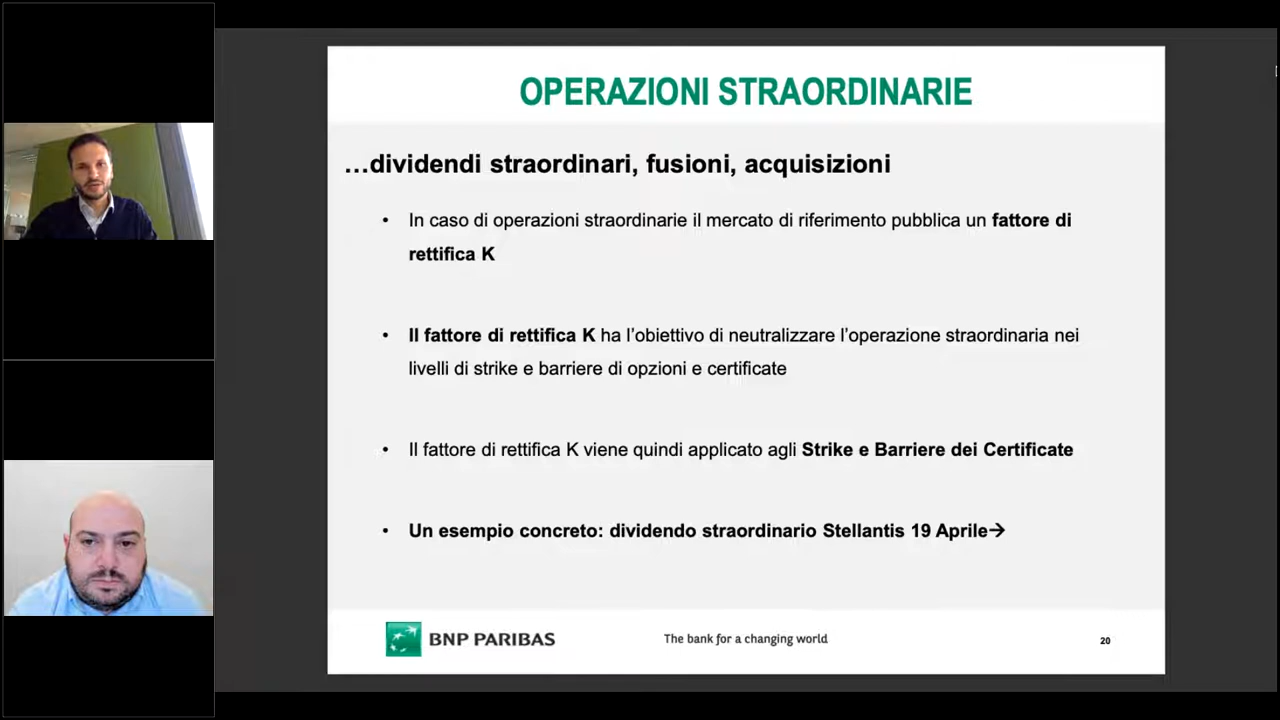 OPERAZIONI STRAORDINARIE
…dividendi straordinari, fusioni, acquisizioni
• In caso di operazioni straordinarie il mercato di riferimento pubblica un fattore di
rettifica K
• Il fattore di rettifica K ha l’obiettivo di neutralizzare l’operazione straordinaria nei
livelli di strike e barriere di opzioni e certificate
• Il fattore di rettifica K viene quindi applicato agli Strike e Barriere dei Certificate
• Un esempio concreto: dividendo straordinario Stellantis 19 Aprile→
BNP PARIBAS
The bank for a changing world
20